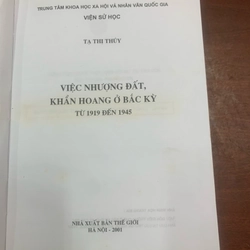 TRUNG TÂM KHOA HỌC XÃ HỘI VÀ NHÂN VĂN QUỐC GIA
VIỆN SỬ HỌC
TẠ THỊ THÚY
VIỆC NHƯỢNG ĐẤT,
KHẨN HOANG Ở BẮC KỲ
TỪ 1919 ĐẾN 1945
NHÀ XUẤT BẢN THẾ GIỚI
HÀ NỘI - 2001